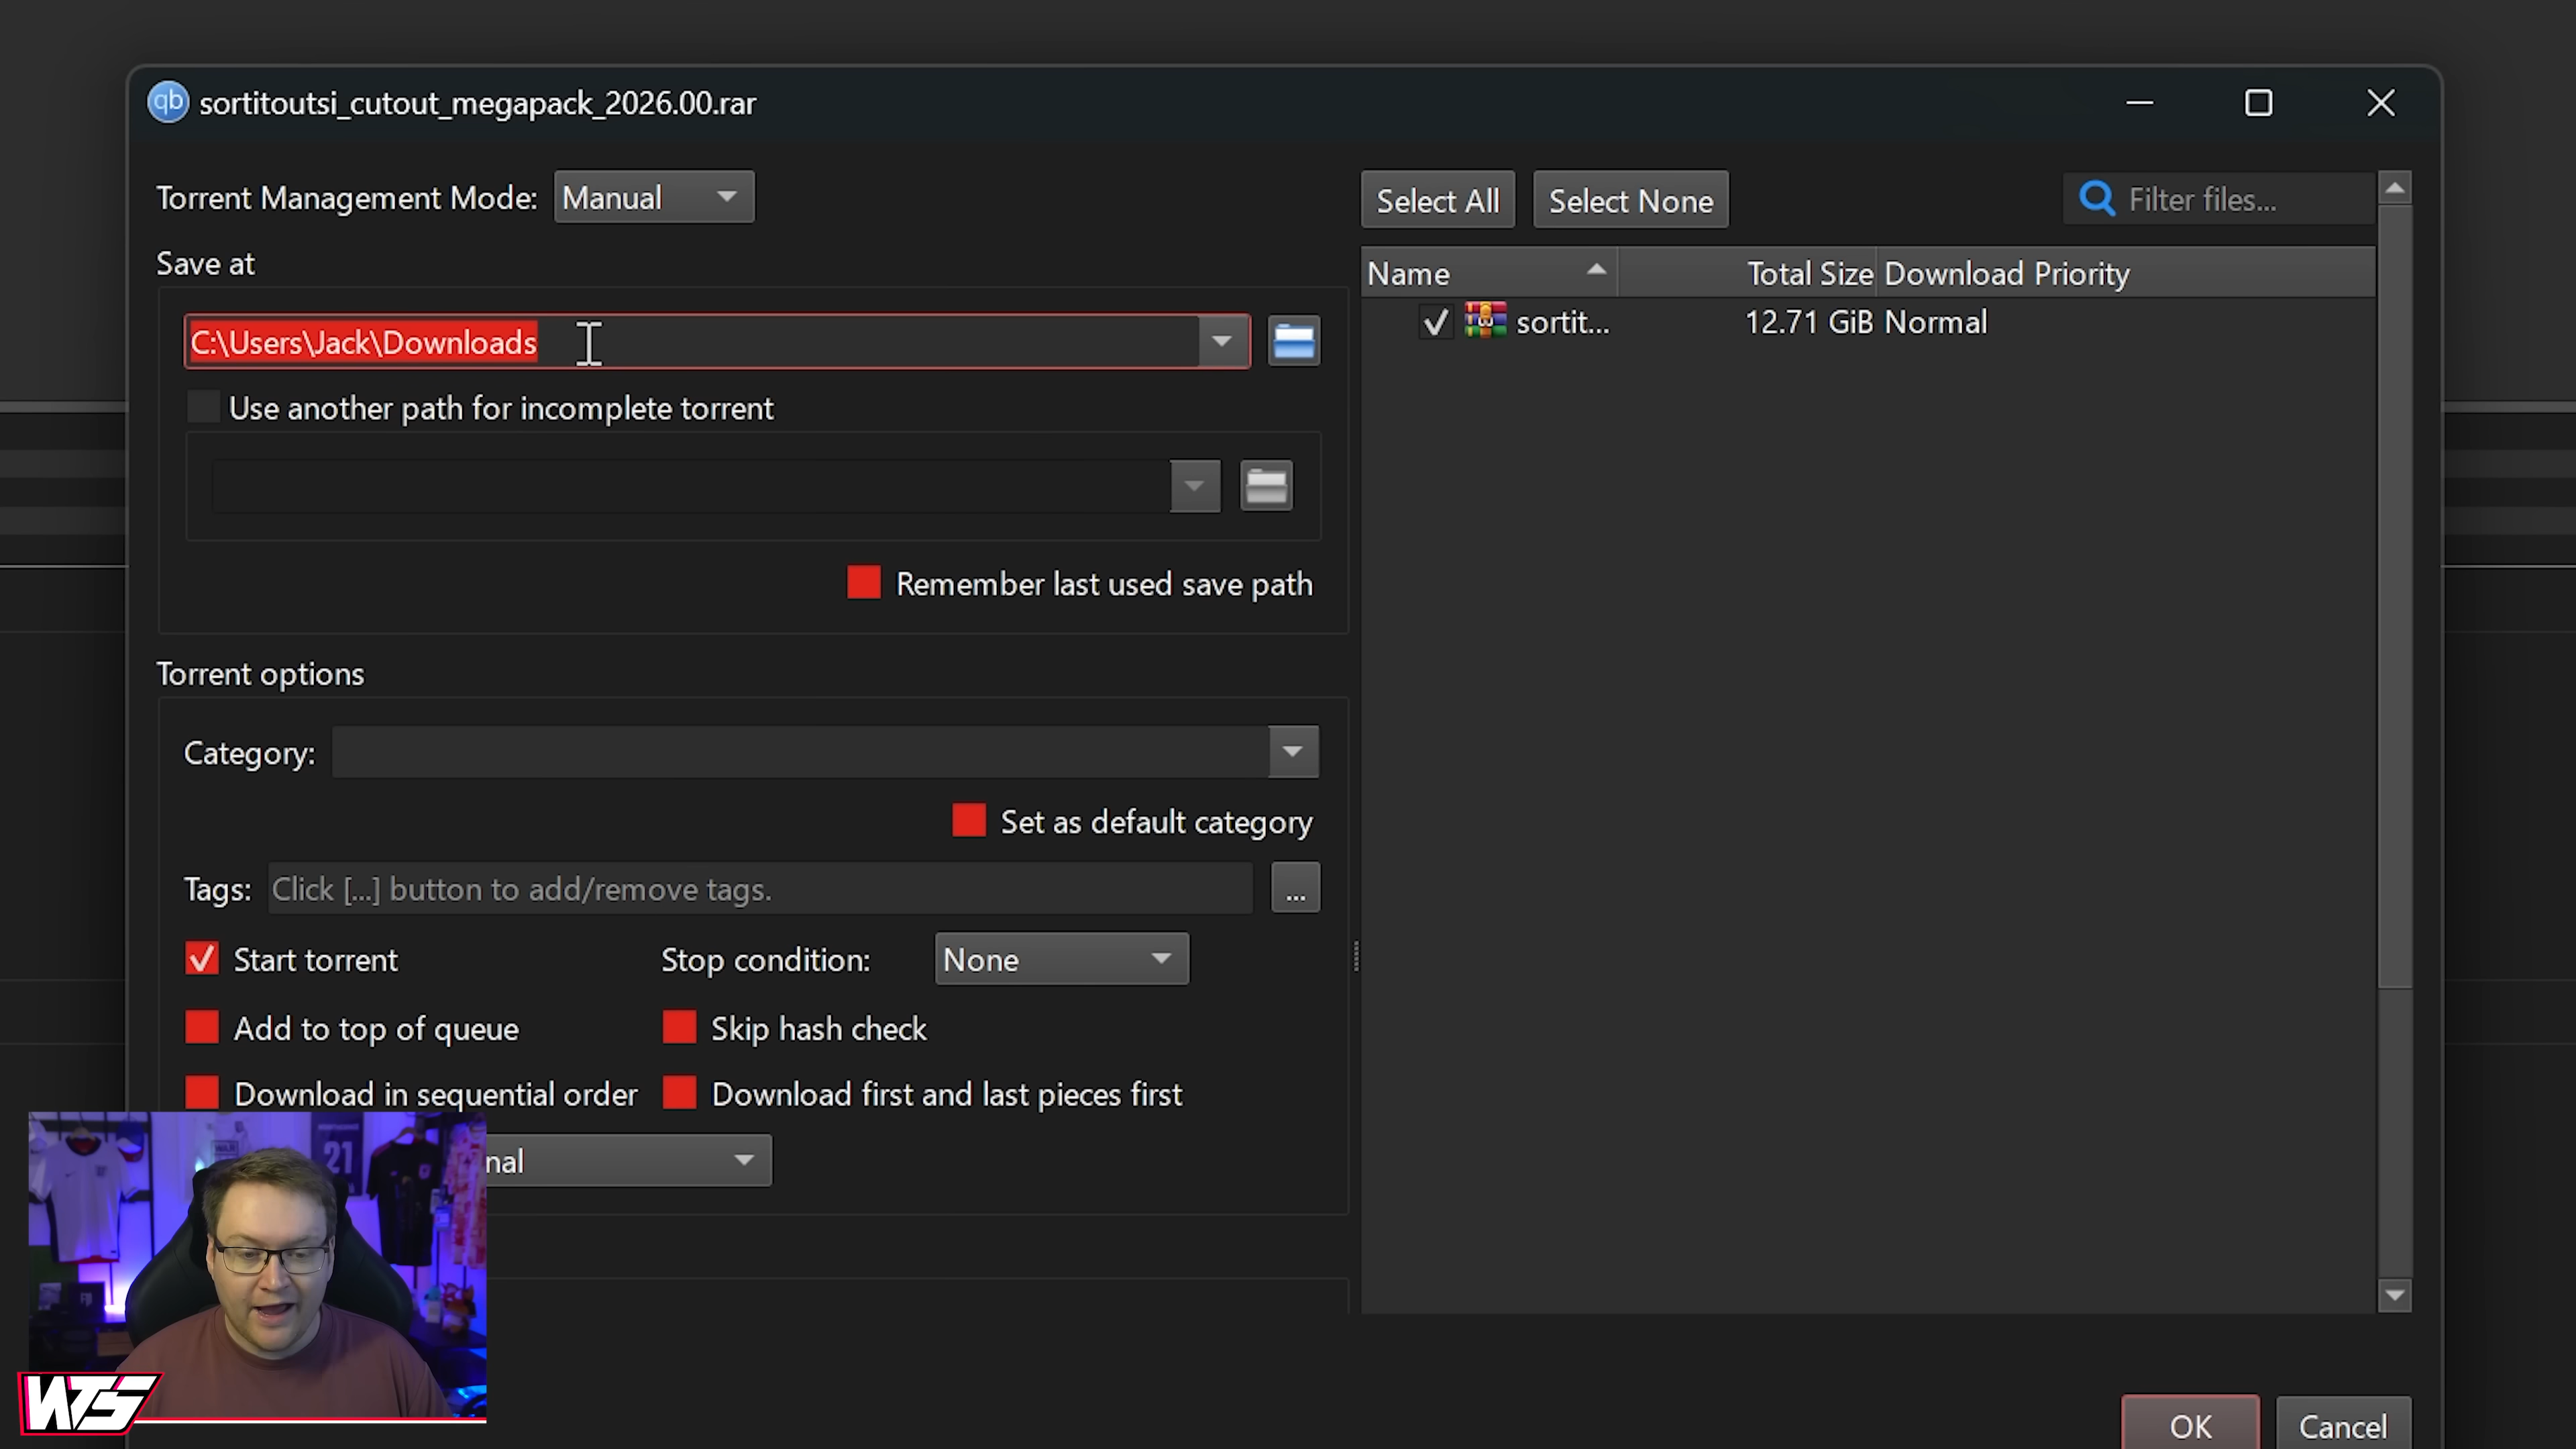 qb sortitoutsi_cutout_megapack_2026.00.rar
Torrent Management Mode: Manual
Save at
C:\Users\Jack\Downloads
Use another path for incomplete torrent
Remember last used save path
Torrent options
Category:
Set as default category
Tags: Click [...] button to add/remove tags. ...
Start torrent Stop condition: None
Add to top of queue Skip hash check
Download in sequential order Download first and last pieces first
nal
Select All Select None Filter files...
Name Total Size Download Priority
sortit... 12.71 GiB Normal
OK Cancel
21
WTS